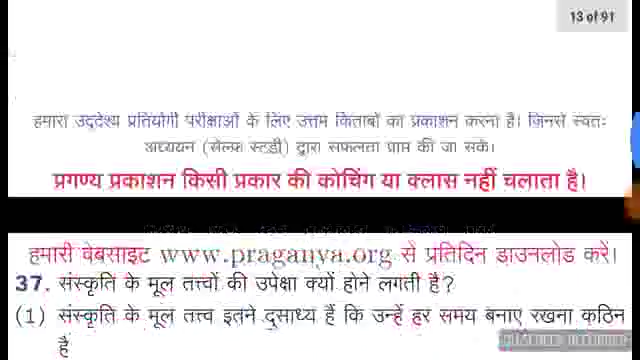 13 of 91
हमारा उद्देश्य प्रतियोगी परीक्षाओं के लिए उत्तम किताबों का प्रकाशन करना है। जिनसे स्वतः
अध्ययन (सेल्फ स्टडी) द्वारा सफलता प्राप्त की जा सके।
प्रगण्य प्रकाशन किसी प्रकार की कोचिंग या क्लास नहीं चलाता है।
हमारी वेबसाइट www.praganya.org से प्रतिदिन डाउनलोड करें।
37. संस्कृति के मूल तत्त्वों की उपेक्षा क्यों होने लगती है?
(1) संस्कृति के मूल तत्त्व इतने दुसाध्य हैं कि उन्हें हर समय बनाए रखना कठिन
है